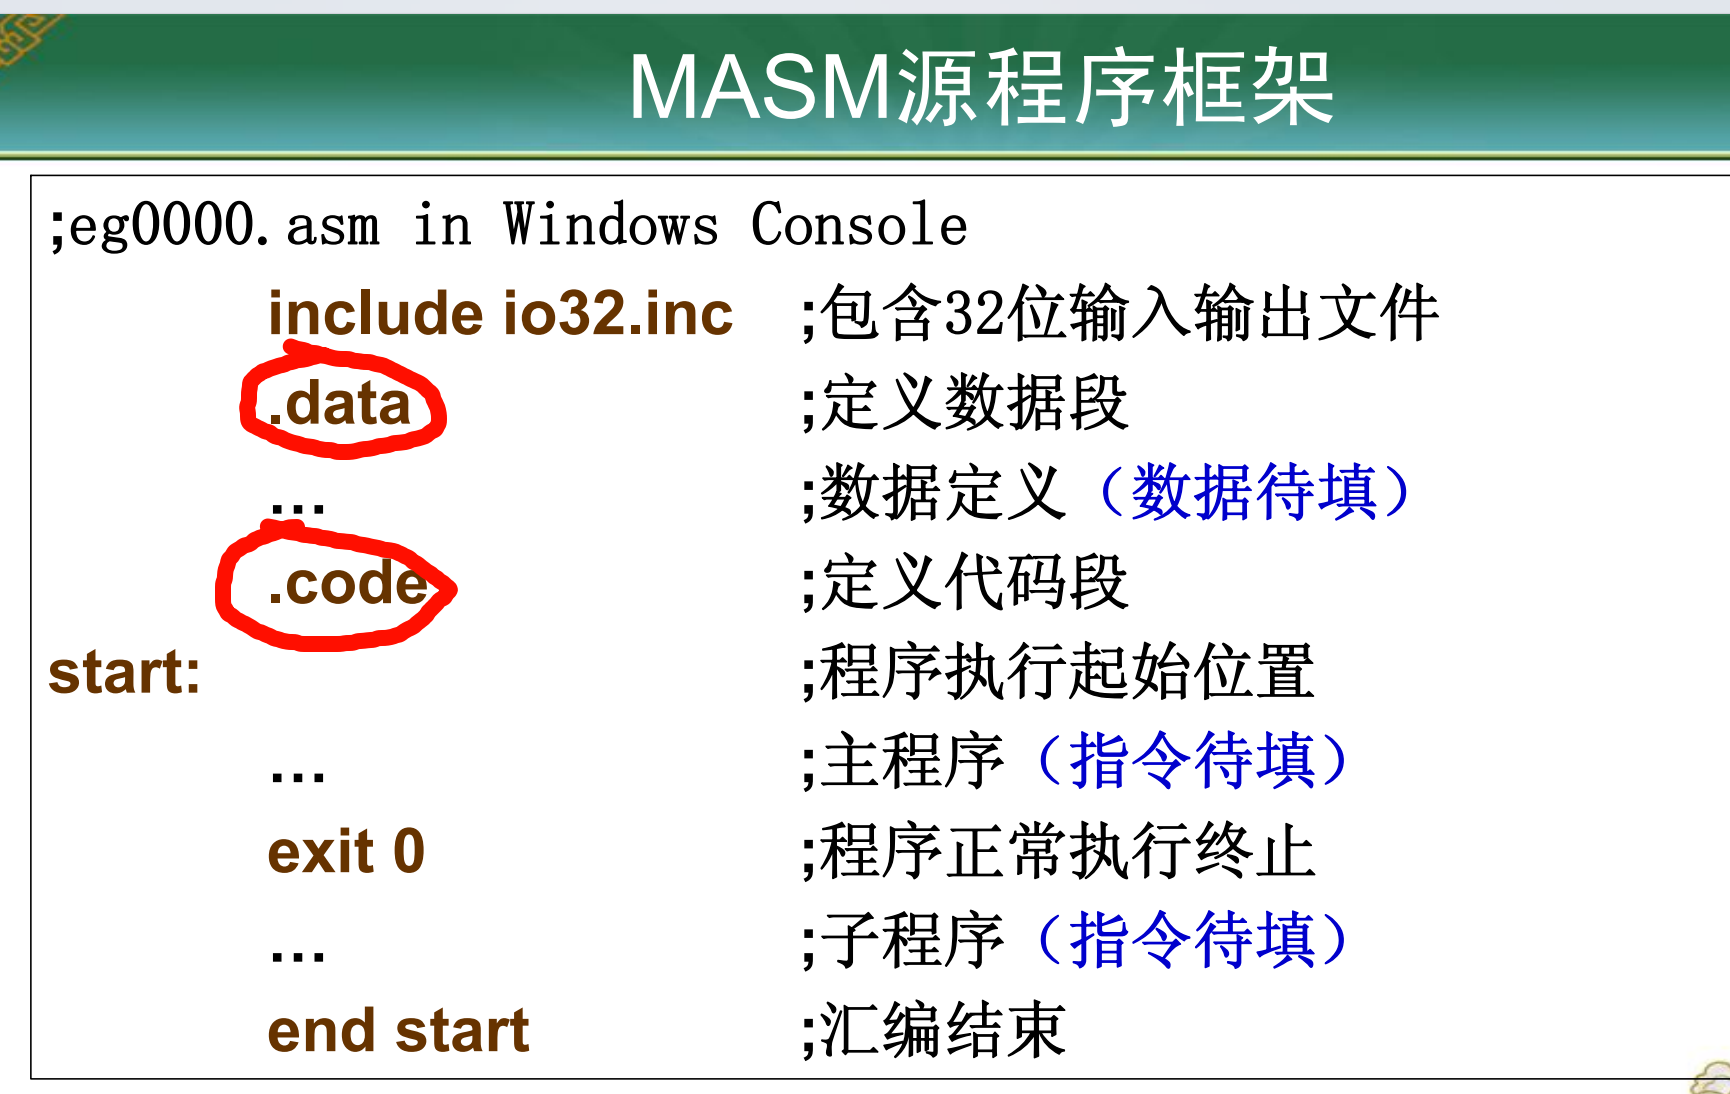 MASM源程序框架
;eg0000.asm in Windows Console
include io32.inc ;包含32位输入输出文件
.data ;定义数据段
... ;数据定义（数据待填）
.code ;定义代码段
start: ;程序执行起始位置
... ;主程序（指令待填）
exit 0 ;程序正常执行终止
... ;子程序（指令待填）
end start ;汇编结束